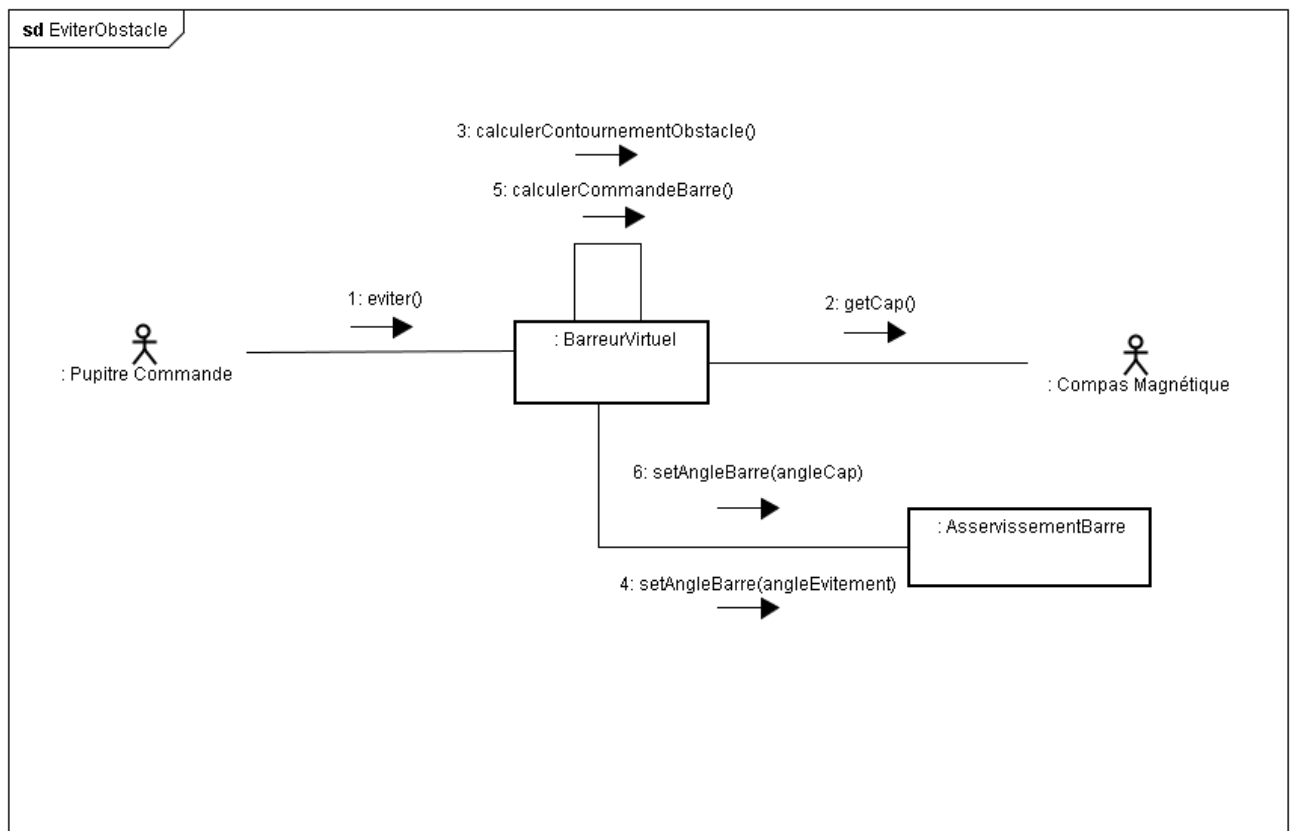 sd EviterObstacle
3: calculerContournementObstacle()
5: calculerCommandeBarre()
1: eviter()
2: getCap()
: BarreurVirtuel
: Pupitre Commande
: Compas Magnétique
6: setAngleBarre(angleCap)
: AsservissementBarre
4: setAngleBarre(angleEvitement)